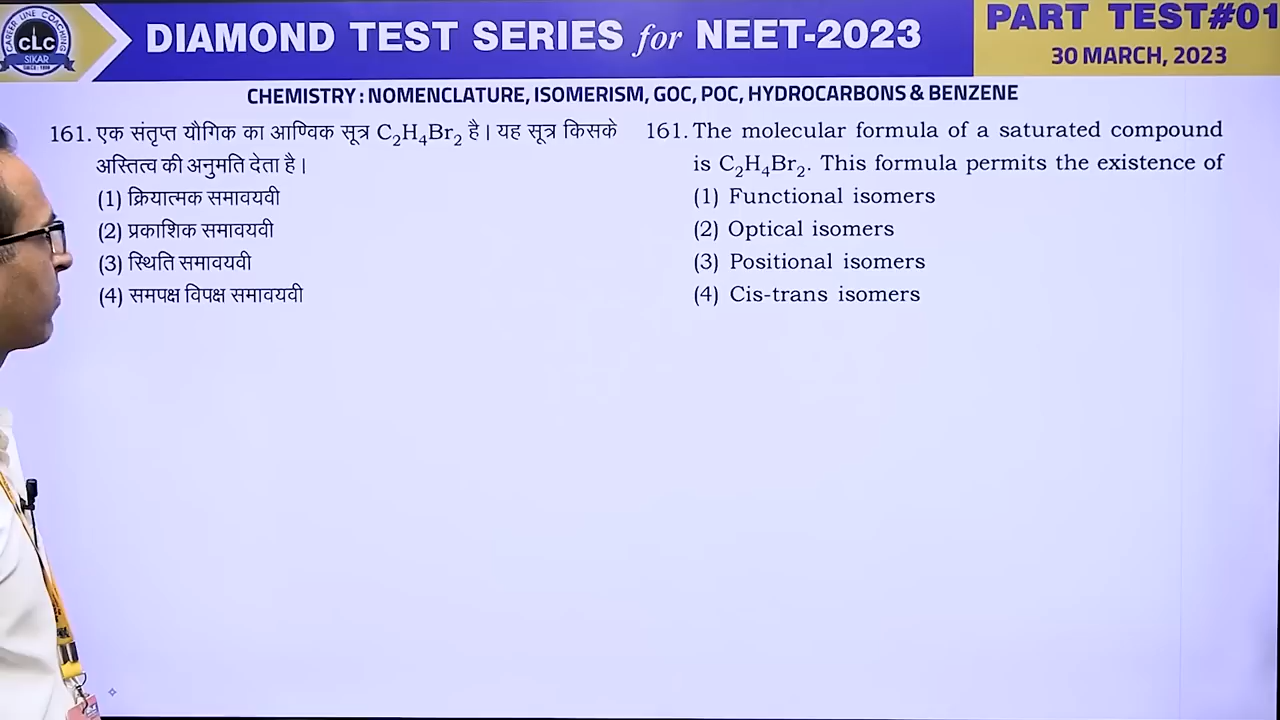 CAREER LINE COACHING
CLC
SIKAR
DIAMOND TEST SERIES for NEET-2023
PART TEST#01
30 MARCH, 2023
CHEMISTRY : NOMENCLATURE, ISOMERISM, GOC, POC, HYDROCARBONS & BENZENE
161. एक संतृप्त यौगिक का आण्विक सूत्र C₂H₄Br₂ है। यह सूत्र किसके
अस्तित्व की अनुमति देता है।
(1) क्रियात्मक समावयवी
(2) प्रकाशिक समावयवी
(3) स्थिति समावयवी
(4) समपक्ष विपक्ष समावयवी
161. The molecular formula of a saturated compound
is C₂H₄Br₂. This formula permits the existence of
(1) Functional isomers
(2) Optical isomers
(3) Positional isomers
(4) Cis-trans isomers